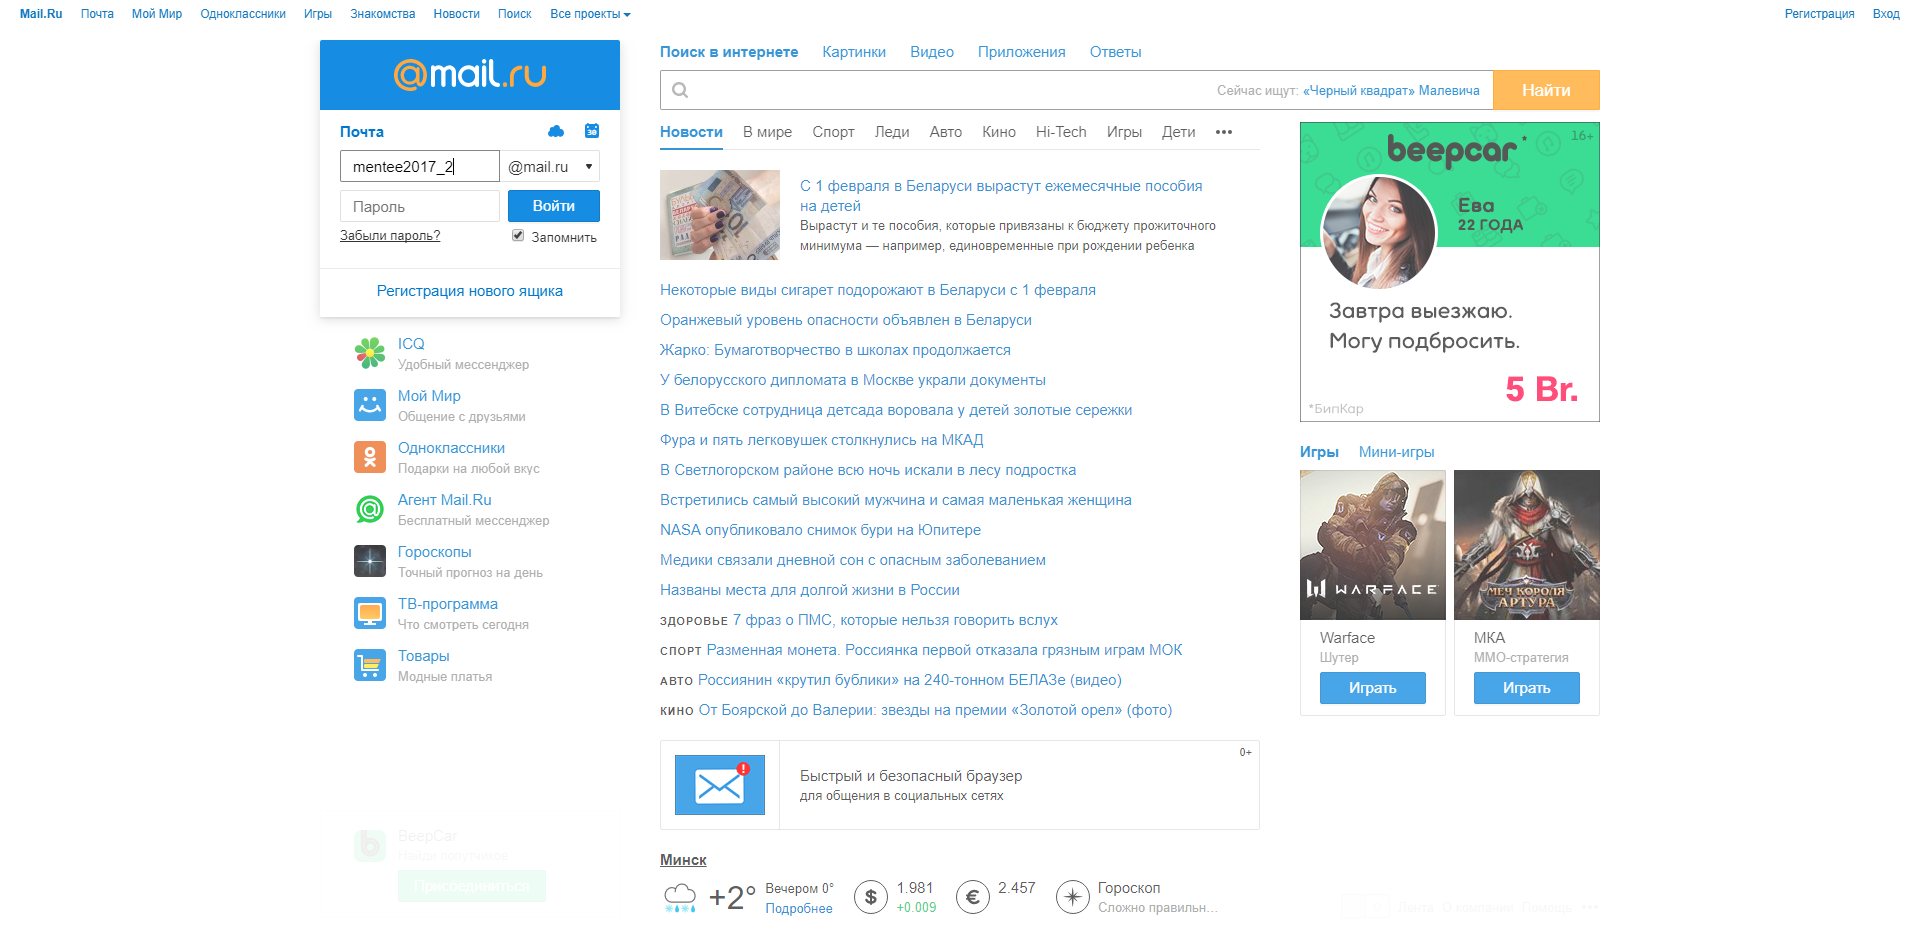 Mail.Ru Почта Мой Мир Одноклассники Игры Знакомства Новости Поиск Все проекты
Регистрация Вход
@mail.ru
Почта
30
mentee2017_2 @mail.ru
Пароль Войти
Забыли пароль? Запомнить
Регистрация нового ящика
ICQ
Удобный мессенджер
Мой Мир
Общение с друзьями
Одноклассники
Подарки на любой вкус
Агент Mail.Ru
Бесплатный мессенджер
Гороскопы
Точный прогноз на день
ТВ-программа
Что смотреть сегодня
Товары
Модные платья
BeepCar
Найди попутчиков
Присоединиться
Поиск в интернете Картинки Видео Приложения Ответы
Сейчас ищут: «Черный квадрат» Малевича Найти
Новости В мире Спорт Леди Авто Кино Hi-Tech Игры Дети •••
С 1 февраля в Беларуси вырастут ежемесячные пособия
на детей
Вырастут и те пособия, которые привязаны к бюджету прожиточного
минимума — например, единовременные при рождении ребенка
Некоторые виды сигарет подорожают в Беларуси с 1 февраля
Оранжевый уровень опасности объявлен в Беларуси
Жарко: Бумаготворчество в школах продолжается
У белорусского дипломата в Москве украли документы
В Витебске сотрудница детсада воровала у детей золотые сережки
Фура и пять легковушек столкнулись на МКАД
В Светлогорском районе всю ночь искали в лесу подростка
Встретились самый высокий мужчина и самая маленькая женщина
NASA опубликовало снимок бури на Юпитере
Медики связали дневной сон с опасным заболеванием
Названы места для долгой жизни в России
ЗДОРОВЬЕ 7 фраз о ПМС, которые нельзя говорить вслух
СПОРТ Разменная монета. Россиянка первой отказала грязным играм МОК
АВТО Россиянин «крутил бублики» на 240-тонном БЕЛАЗе (видео)
КИНО От Боярской до Валерии: звезды на премии «Золотой орел» (фото)
0+
Быстрый и безопасный браузер
для общения в социальных сетях
Минск
+2° Вечером 0° $ 1.981 € 2.457 Гороскоп
Подробнее +0.009 Сложно правильн...
16+
beepcar*
Ева
22 ГОДА
Завтра выезжаю.
Могу подбросить.
5 Br.
*БипКар
Игры Мини-игры
WARFACE
МЕЧ КОРОЛЯ
АРТУРА
Warface МКА
Шутер ММО-стратегия
Играть Играть
Лента О компании Помощь •••